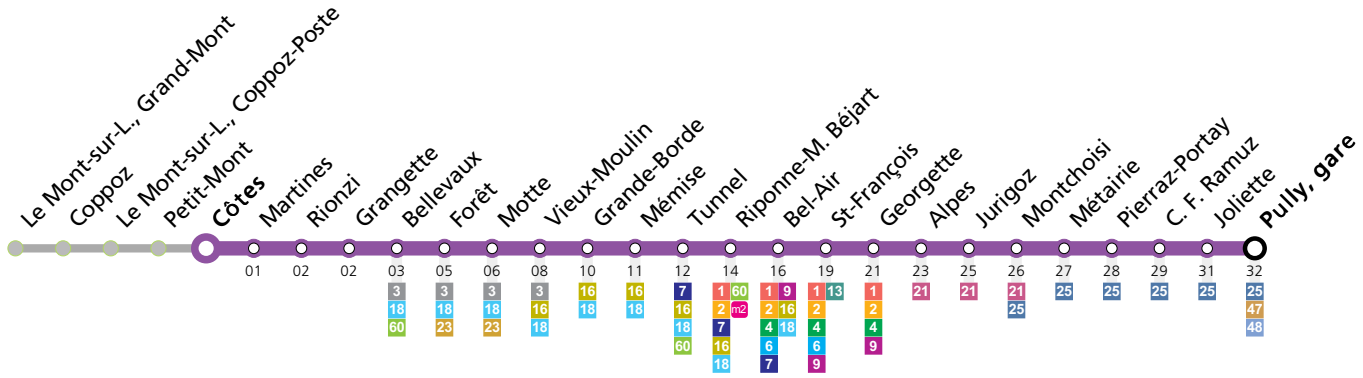 Le Mont-sur-L., Grand-Mont
Coppoz
Le Mont-sur-L., Coppoz-Poste
Petit-Mont
Côtes
Martines
Rionzi
Grangette
Bellevaux
Forêt
Motte
Vieux-Moulin
Grande-Borde
Mémise
Tunnel
Riponne-M. Béjart
Bel-Air
St-François
Georgette
Alpes
Jurigoz
Montchoisi
Métairie
Pierraz-Portay
C. F. Ramuz
Joliette
Pully, gare
01 02 02 03 05 06 08 10 11 12 14 16 19 21 23 25 26 27 28 29 31 32
3 3 3 3 16 16 7 1 60 1 9 1 13 1 21 21 21 25 25 25 25 25
18 18 18 16 18 18 16 2 m2 2 16 2 2 25 47
60 23 23 18 18 7 4 18 4 4 48
60 16 6 6 9
18 7 9